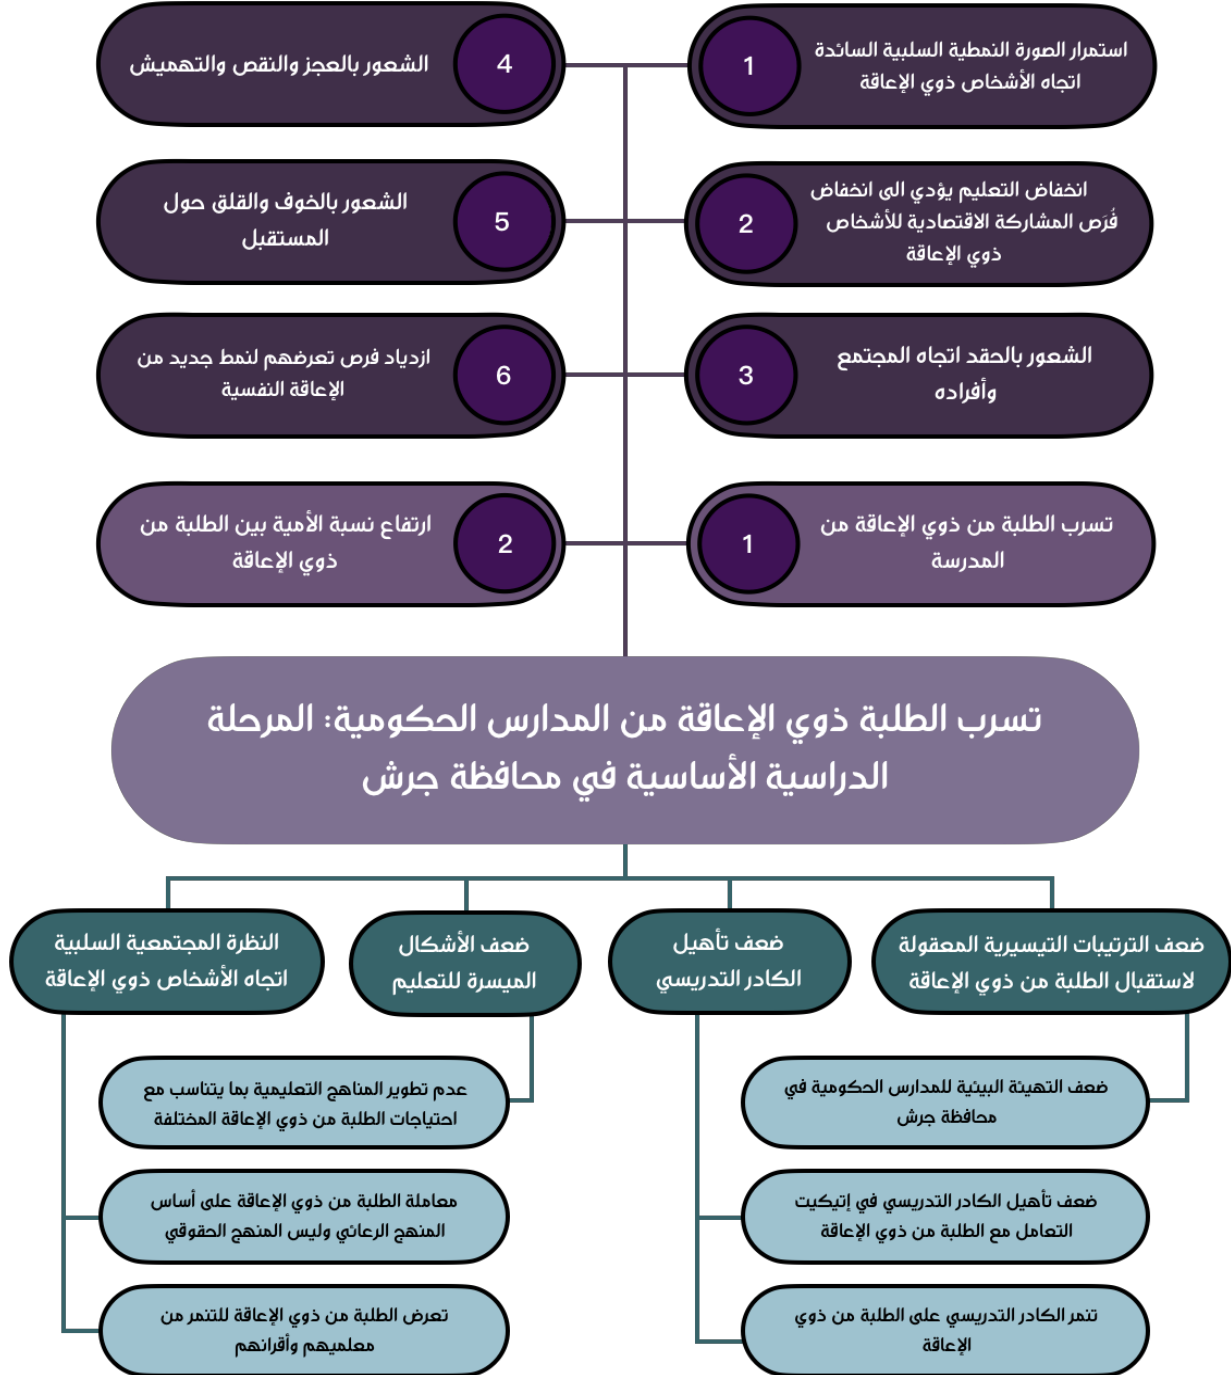 1
استمرار الصورة النمطية السلبية السائدة
اتجاه الأشخاص ذوي الإعاقة
4
الشعور بالعجز والنقص والتهميش
2
انخفاض التعليم يؤدي الى انخفاض
فُرَص المشاركة الاقتصادية للأشخاص
ذوي الإعاقة
5
الشعور بالخوف والقلق حول
المستقبل
3
الشعور بالحقد اتجاه المجتمع
وأفراده
6
ازدياد فرص تعرضهم لنمط جديد من
الإعاقة النفسية
1
تسرب الطلبة من ذوي الإعاقة من
المدرسة
2
ارتفاع نسبة الأمية بين الطلبة من
ذوي الإعاقة
تسرب الطلبة ذوي الإعاقة من المدارس الحكومية: المرحلة
الدراسية الأساسية في محافظة جرش
ضعف الترتيبات التيسيرية المعقولة
لاستقبال الطلبة من ذوي الإعاقة
ضعف تأهيل
الكادر التدريسي
ضعف الأشكال
الميسرة للتعليم
النظرة المجتمعية السلبية
اتجاه الأشخاص ذوي الإعاقة
ضعف التهيئة البيئية للمدارس الحكومية في
محافظة جرش
عدم تطوير المناهج التعليمية بما يتناسب مع
احتياجات الطلبة من ذوي الإعاقة المختلفة
ضعف تأهيل الكادر التدريسي في إتيكيت
التعامل مع الطلبة من ذوي الإعاقة
معاملة الطلبة من ذوي الإعاقة على أساس
المنهج الرعائي وليس المنهج الحقوقي
تنمر الكادر التدريسي على الطلبة من ذوي
الإعاقة
تعرض الطلبة من ذوي الإعاقة للتنمر من
معلميهم وأقرانهم